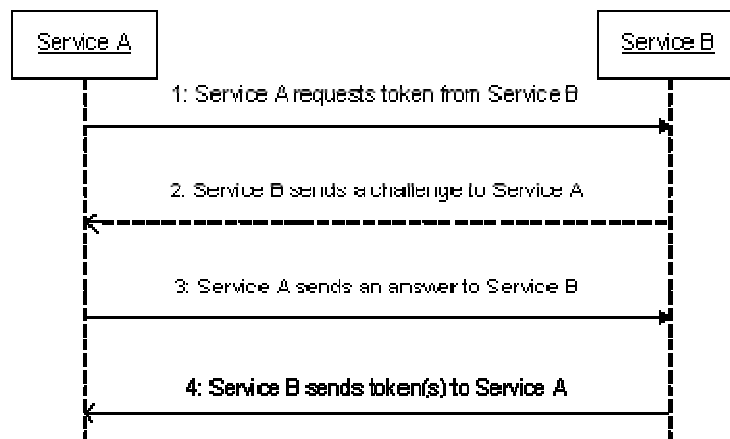 Service A
Service B
1: Service A requests token from Service B
2: Service B sends a challenge to Service A
3: Service A sends an answer to Service B
4: Service B sends token(s) to Service A